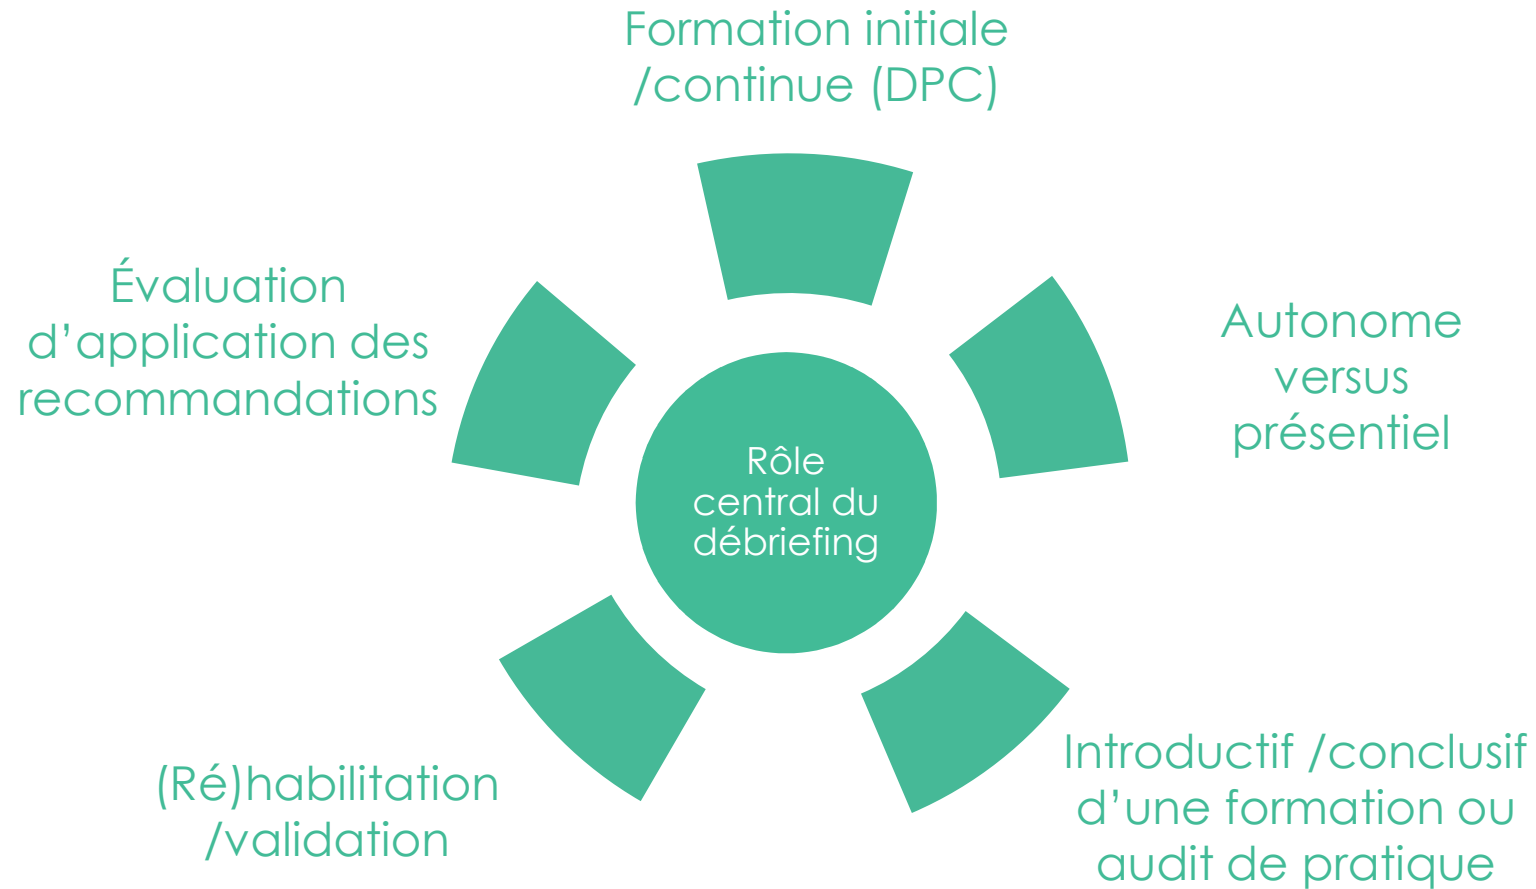 Formation initiale
/continue (DPC)
Évaluation
d’application des
recommandations
Autonome
versus
présentiel
Rôle
central du
débriefing
(Ré)habilitation
/validation
Introductif /conclusif
d’une formation ou
audit de pratique